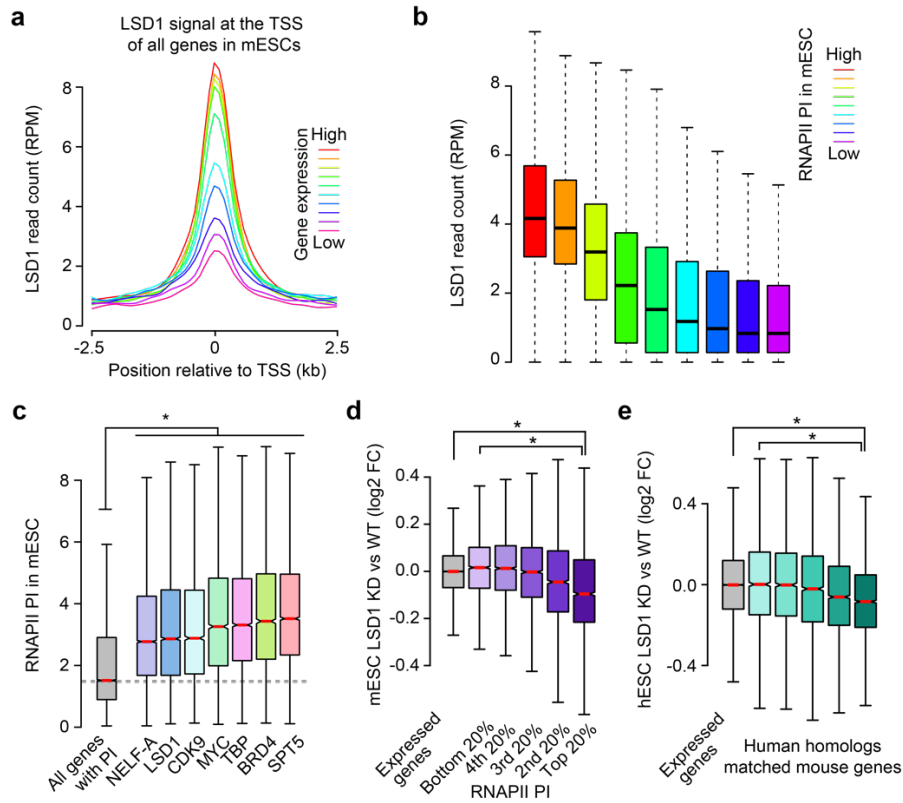 a
LSD1 signal at the TSS
of all genes in mESCs
LSD1 read count (RPM)
8
6
4
2
0
-2.5
0
2.5
Position relative to TSS (kb)
Gene expression
High
Low
b
LSD1 read count (RPM)
8
6
4
2
0
RNAPII PI in mESC
High
Low
c
*
RNAPII PI in mESC
8
6
4
2
0
All genes
with PI
NELF-A
LSD1
CDK9
MYC
TBP
BRD4
SPT5
d
*
*
mESC LSD1 KD vs WT (log2 FC)
0.4
0.2
0.0
-0.2
-0.4
Expressed
genes
Bottom 20%
4th 20%
3rd 20%
2nd 20%
Top 20%
RNAPII PI
e
*
*
hESC LSD1 KD vs WT (log2 FC)
0.4
0.0
-0.4
Expressed
genes
Human homologs
matched mouse genes